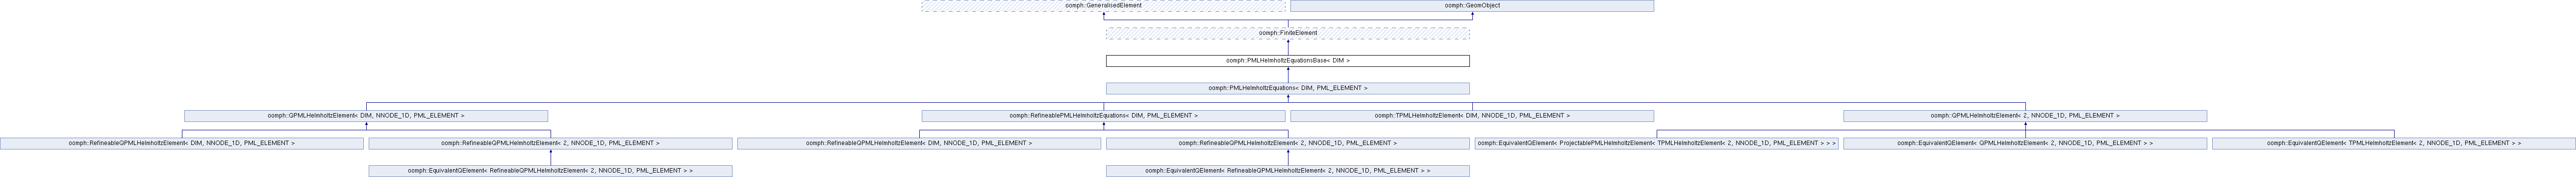 oomph::GeneralisedElement
oomph::GeomObject
oomph::FiniteElement
oomph::PMLHelmholtzEquationsBase< DIM >
oomph::PMLHelmholtzEquations< DIM, PML_ELEMENT >
oomph::QPMLHelmholtzElement< DIM, NNODE_1D, PML_ELEMENT >
oomph::RefineablePMLHelmholtzEquations< DIM, PML_ELEMENT >
oomph::TPMLHelmholtzElement< DIM, NNODE_1D, PML_ELEMENT >
oomph::QPMLHelmholtzElement< 2, NNODE_1D, PML_ELEMENT >
oomph::RefineableQPMLHelmholtzElement< DIM, NNODE_1D, PML_ELEMENT >
oomph::RefineableQPMLHelmholtzElement< 2, NNODE_1D, PML_ELEMENT >
oomph::RefineableQPMLHelmholtzElement< DIM, NNODE_1D, PML_ELEMENT >
oomph::RefineableQPMLHelmholtzElement< 2, NNODE_1D, PML_ELEMENT >
oomph::EquivalentQElement< ProjectablePMLHelmholtzElement< TPMLHelmholtzElement< 2, NNODE_1D, PML_ELEMENT > > >
oomph::EquivalentQElement< QPMLHelmholtzElement< 2, NNODE_1D, PML_ELEMENT > >
oomph::EquivalentQElement< TPMLHelmholtzElement< 2, NNODE_1D, PML_ELEMENT > >
oomph::EquivalentQElement< RefineableQPMLHelmholtzElement< 2, NNODE_1D, PML_ELEMENT > >
oomph::EquivalentQElement< RefineableQPMLHelmholtzElement< 2, NNODE_1D, PML_ELEMENT > >